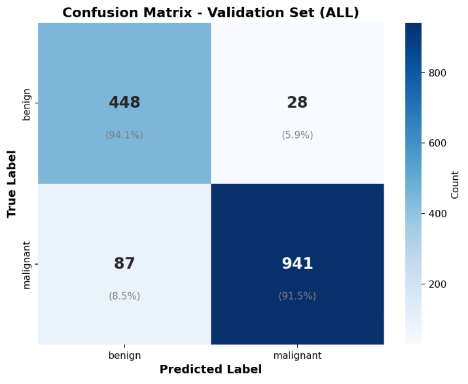 Confusion Matrix - Validation Set (ALL)
True Label
benign
malignant
448
(94.1%)
28
(5.9%)
87
(8.5%)
941
(91.5%)
benign
malignant
Predicted Label
800
600
400
200
Count